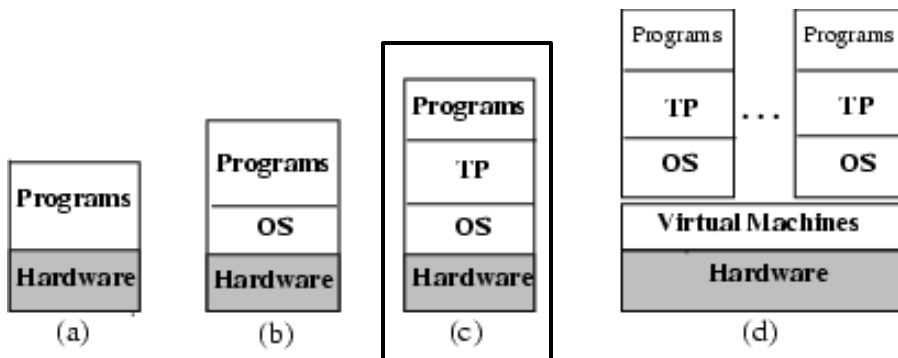 Programs
Hardware
(a)
Programs
OS
Hardware
(b)
Programs
TP
OS
Hardware
(c)
Programs Programs
TP ... TP
OS OS
Virtual Machines
Hardware
(d)